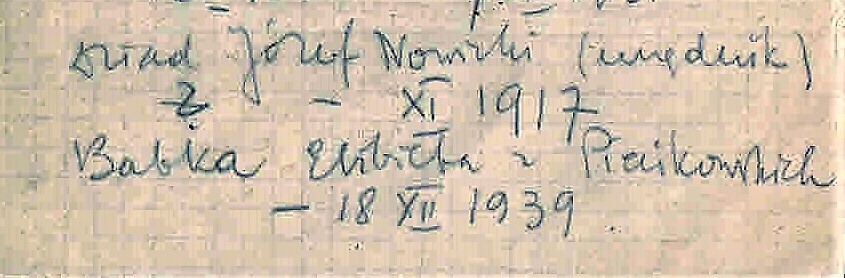 dziad Józef Nowicki (urzędnik)
? - XI 1917
Babka Elżbieta z Piaskowskich
- 18 XII 1939